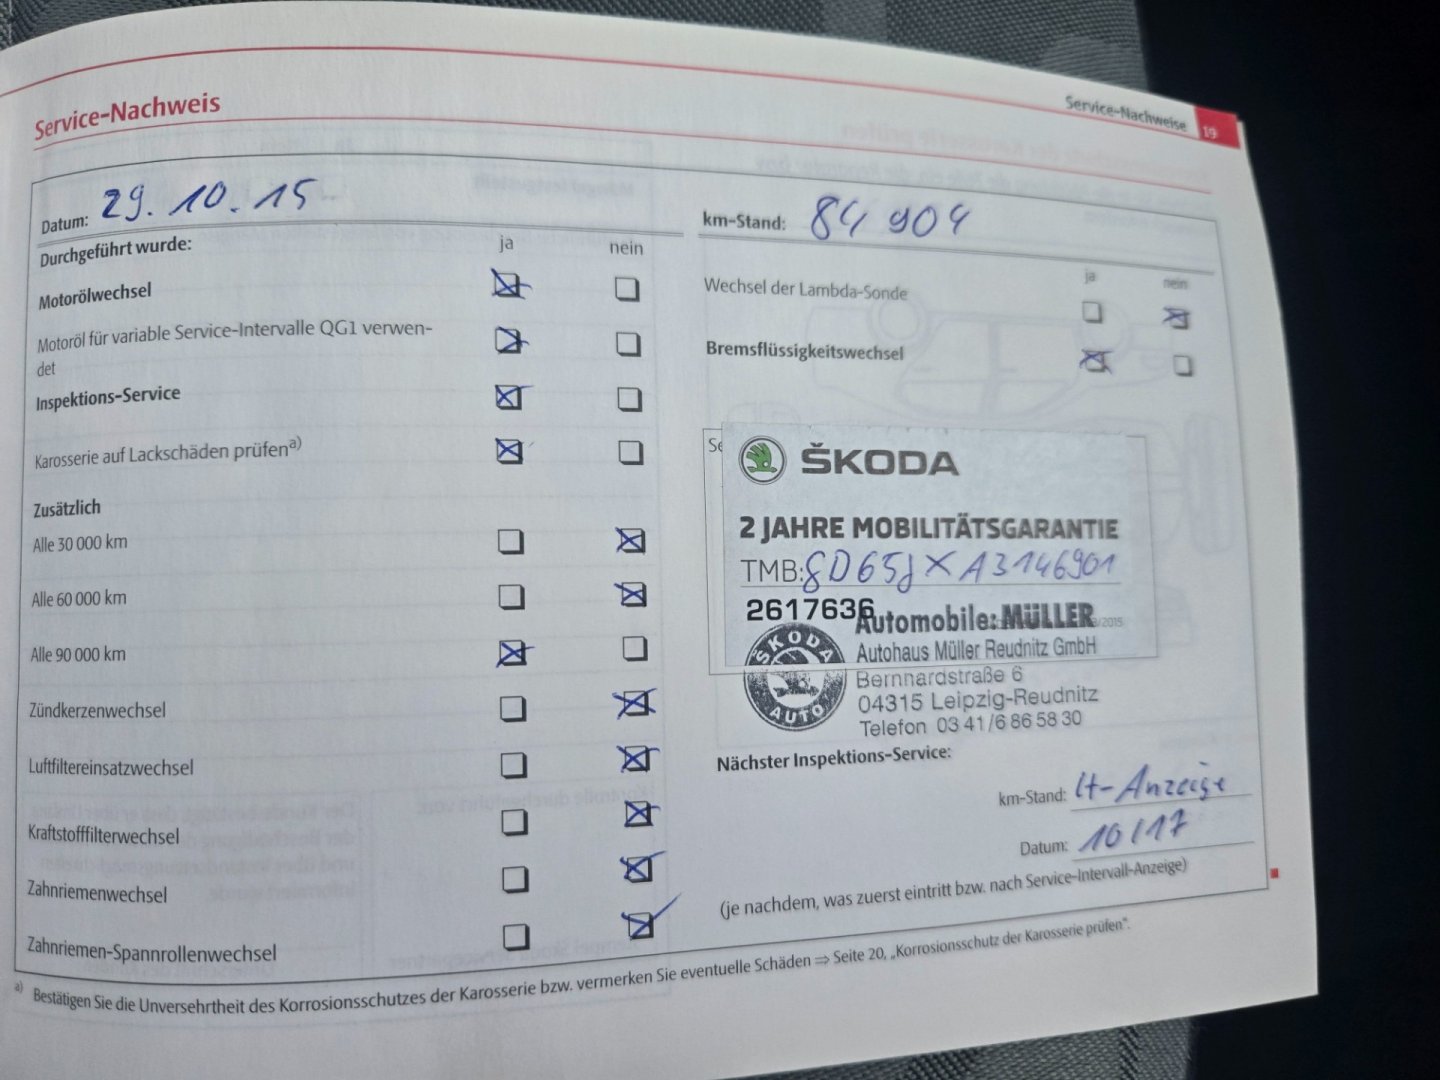 Service-Nachweise 19
Service-Nachweis
Datum: 29.10.15
Durchgeführt wurde: ja nein
Motorölwechsel
Motoröl für variable Service-Intervalle QG1 verwen-
det
Inspektions-Service
Karosserie auf Lackschäden prüfen a)
Zusätzlich
Alle 30 000 km
Alle 60 000 km
Alle 90 000 km
Zündkerzenwechsel
Luftfiltereinsatzwechsel
Kraftstofffilterwechsel
Zahnriemenwechsel
Zahnriemen-Spannrollenwechsel
km-Stand: 84 904
ja nein
Wechsel der Lambda-Sonde
Bremsflüssigkeitswechsel
ŠKODA
2 JAHRE MOBILITÄTSGARANTIE
TMB: 8D65JXA3146901
2617636
Automobile: MÜLLER
ŠKODA AUTO
Autohaus Müller Reudnitz GmbH
Bernhardstraße 6
04315 Leipzig-Reudnitz
Telefon 03 41/6 86 58 30
Nächster Inspektions-Service:
km-Stand: lt-Anzeige
Datum: 10/17
(je nachdem, was zuerst eintritt bzw. nach Service-Intervall-Anzeige)
a) Bestätigen Sie die Unversehrtheit des Korrosionsschutzes der Karosserie bzw. vermerken Sie eventuelle Schäden ⇒ Seite 20, „Korrosionsschutz der Karosserie prüfen".